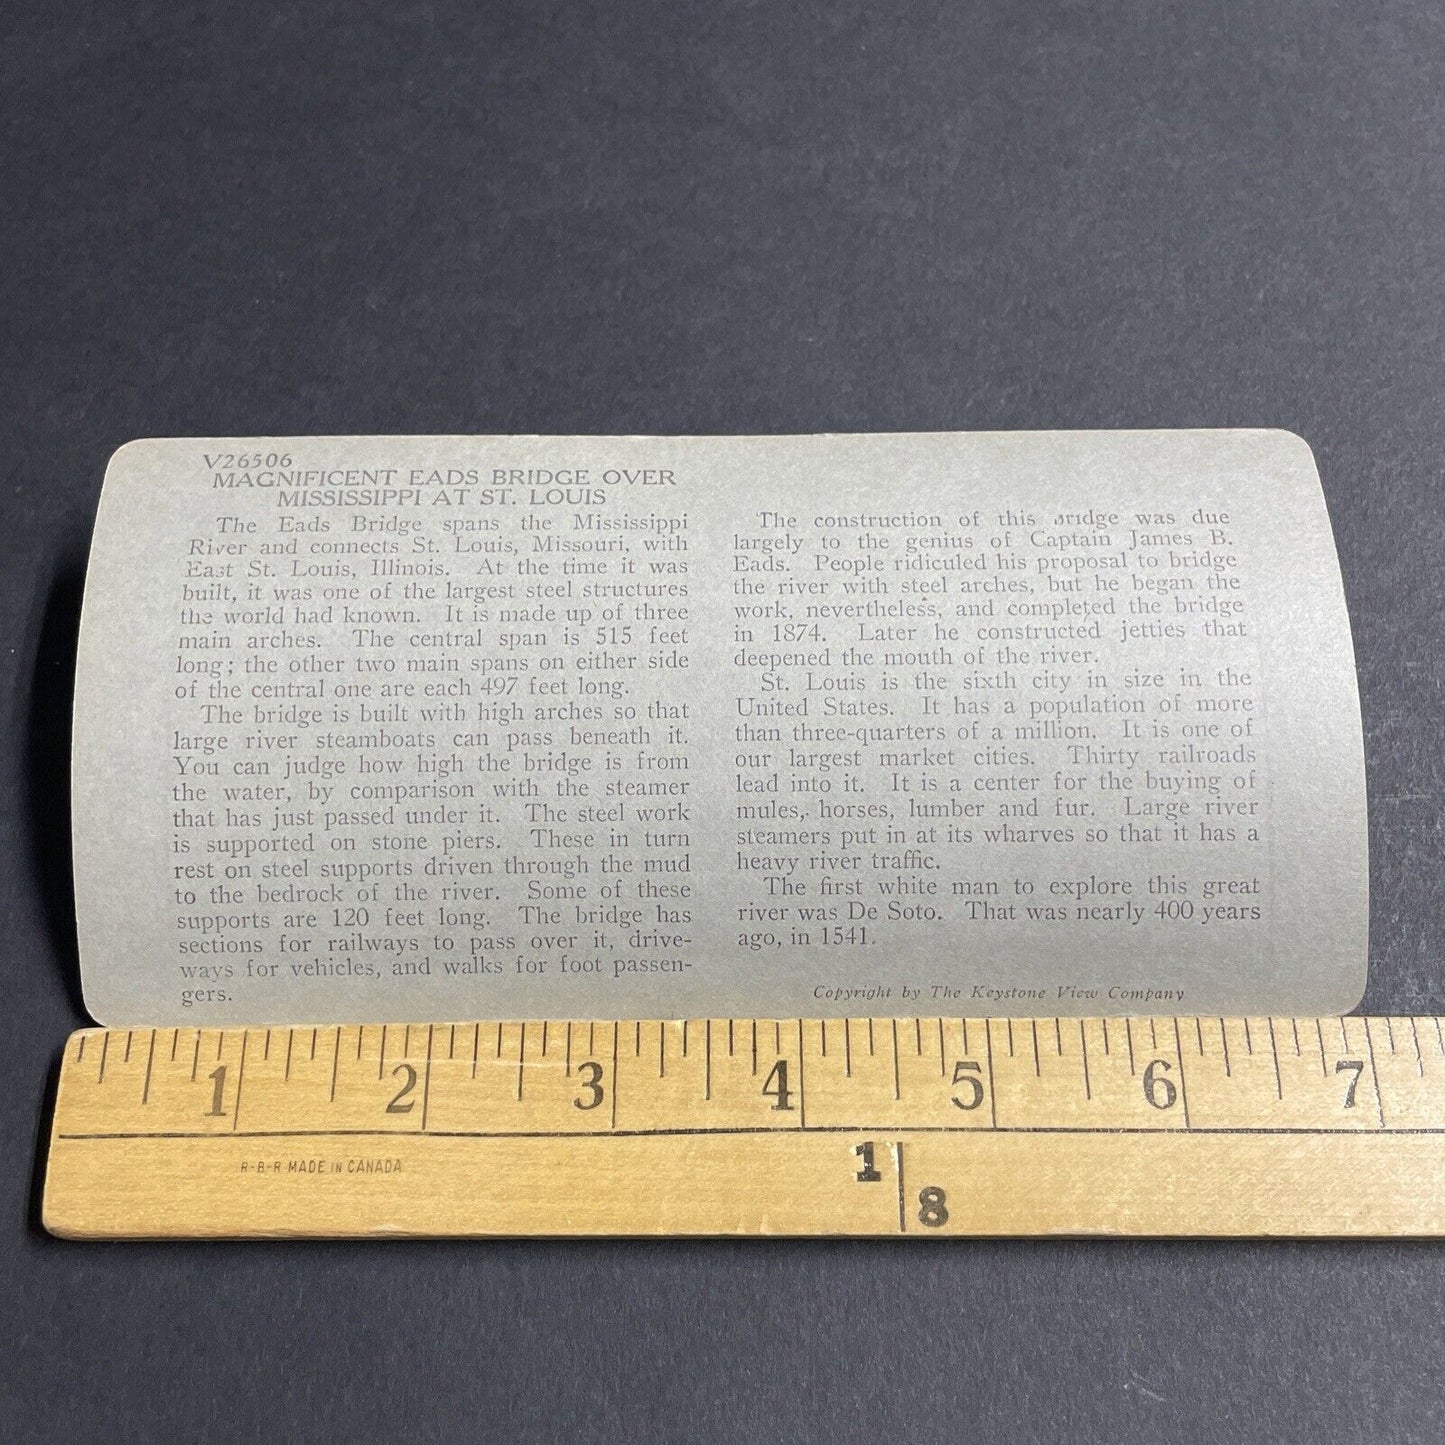 V26506
MAGNIFICENT EADS BRIDGE OVER
MISSISSIPPI AT ST. LOUIS
The Eads Bridge spans the Mississippi
River and connects St. Louis, Missouri, with
East St. Louis, Illinois. At the time it was
built, it was one of the largest steel structures
the world had known. It is made up of three
main arches. The central span is 515 feet
long; the other two main spans on either side
of the central one are each 497 feet long.
The bridge is built with high arches so that
large river steamboats can pass beneath it.
You can judge how high the bridge is from
the water, by comparison with the steamer
that has just passed under it. The steel work
is supported on stone piers. These in turn
rest on steel supports driven through the mud
to the bedrock of the river. Some of these
supports are 120 feet long. The bridge has
sections for railways to pass over it, drive-
ways for vehicles, and walks for foot passen-
gers.
The construction of this bridge was due
largely to the genius of Captain James B.
Eads. People ridiculed his proposal to bridge
the river with steel arches, but he began the
work, nevertheless, and completed the bridge
in 1874. Later he constructed jetties that
deepened the mouth of the river.
St. Louis is the sixth city in size in the
United States. It has a population of more
than three-quarters of a million. It is one of
our largest market cities. Thirty railroads
lead into it. It is a center for the buying of
mules, horses, lumber and fur. Large river
steamers put in at its wharves so that it has a
heavy river traffic.
The first white man to explore this great
river was De Soto. That was nearly 400 years
ago, in 1541.
Copyright by The Keystone View Company
1 2 3 4 5 6 7
R-B-R MADE IN CANADA
1
8